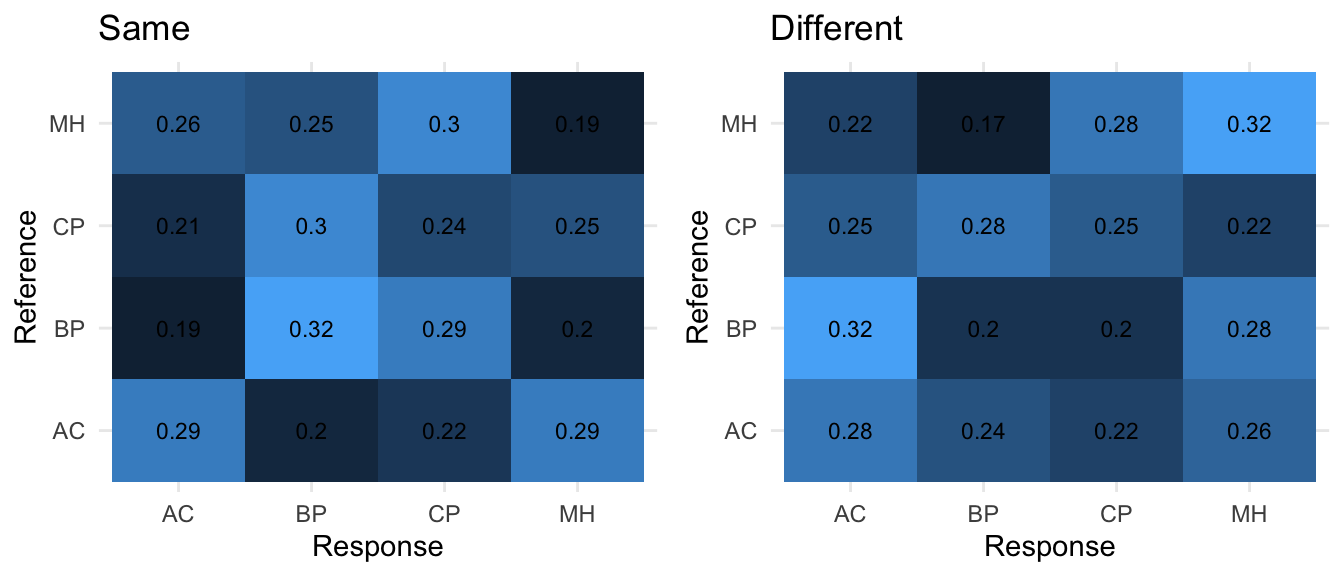 Same
MH 0.26 0.25 0.3 0.19
CP 0.21 0.3 0.24 0.25
BP 0.19 0.32 0.29 0.2
AC 0.29 0.2 0.22 0.29
AC BP CP MH
Response
Reference
Different
MH 0.22 0.17 0.28 0.32
CP 0.25 0.28 0.25 0.22
BP 0.32 0.2 0.2 0.28
AC 0.28 0.24 0.22 0.26
AC BP CP MH
Response
Reference